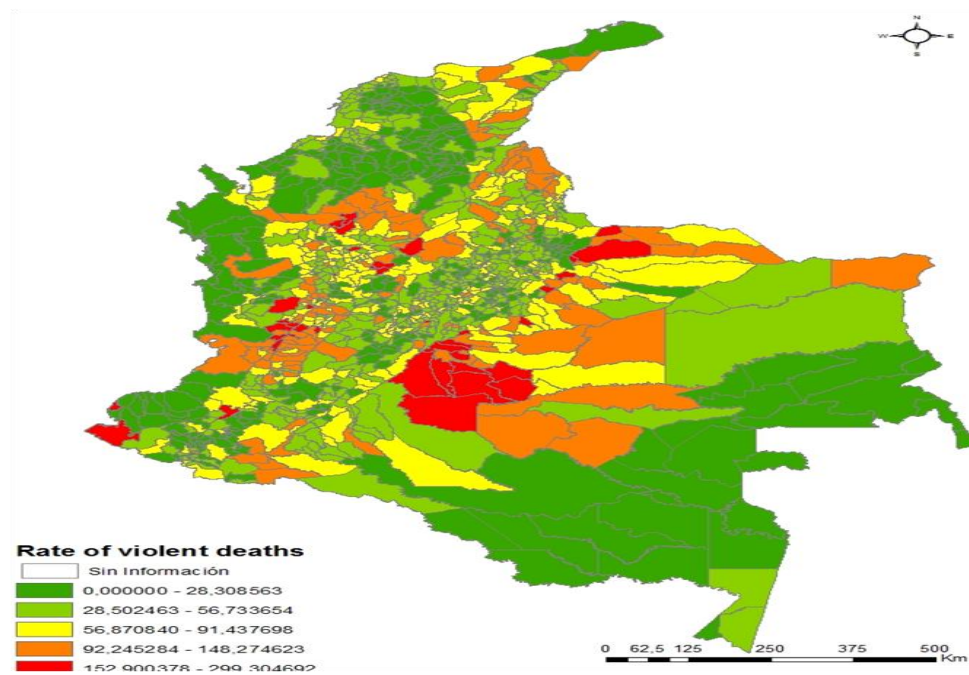 N
W E
S
Rate of violent deaths
Sin Información
0,000000 - 28,308563
28,502463 - 56,733654
56,870840 - 91,437698
92,245284 - 148,274623
152,900378 - 299,304692
0 62,5 125 250 375 500
Km